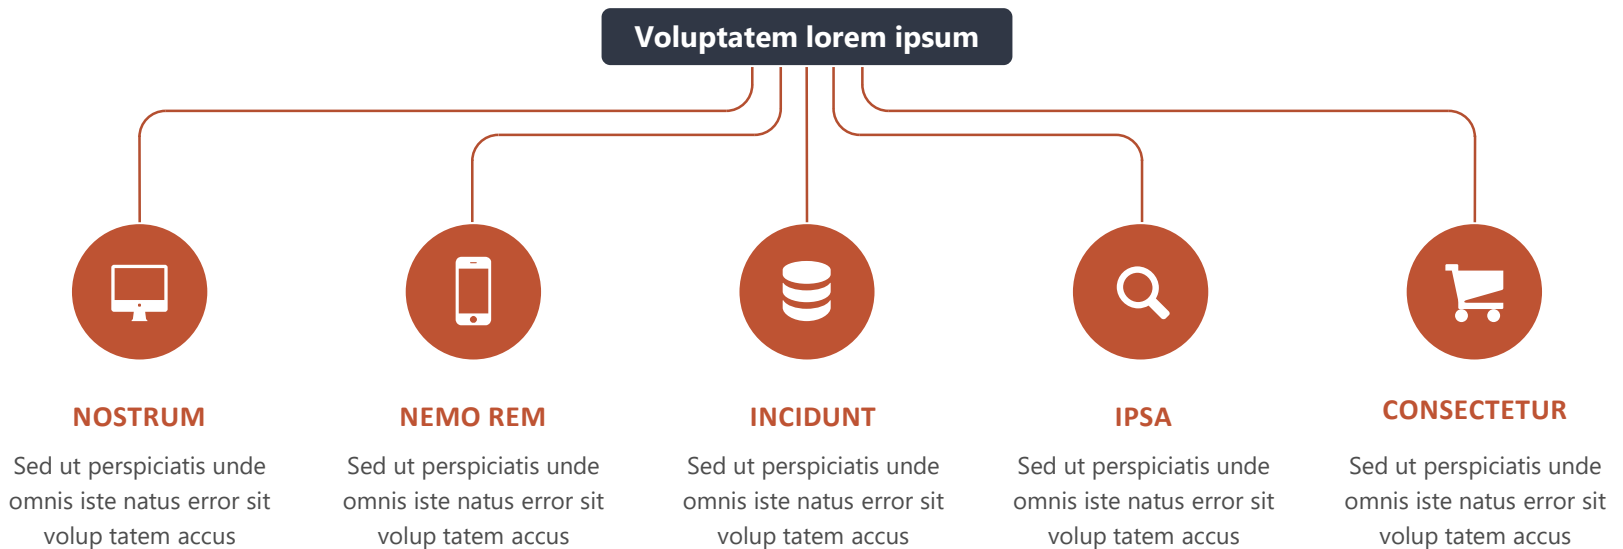 Voluptatem lorem ipsum
NOSTRUM
Sed ut perspiciatis unde
omnis iste natus error sit
volup tatem accus
NEMO REM
Sed ut perspiciatis unde
omnis iste natus error sit
volup tatem accus
INCIDUNT
Sed ut perspiciatis unde
omnis iste natus error sit
volup tatem accus
IPSA
Sed ut perspiciatis unde
omnis iste natus error sit
volup tatem accus
CONSECTETUR
Sed ut perspiciatis unde
omnis iste natus error sit
volup tatem accus